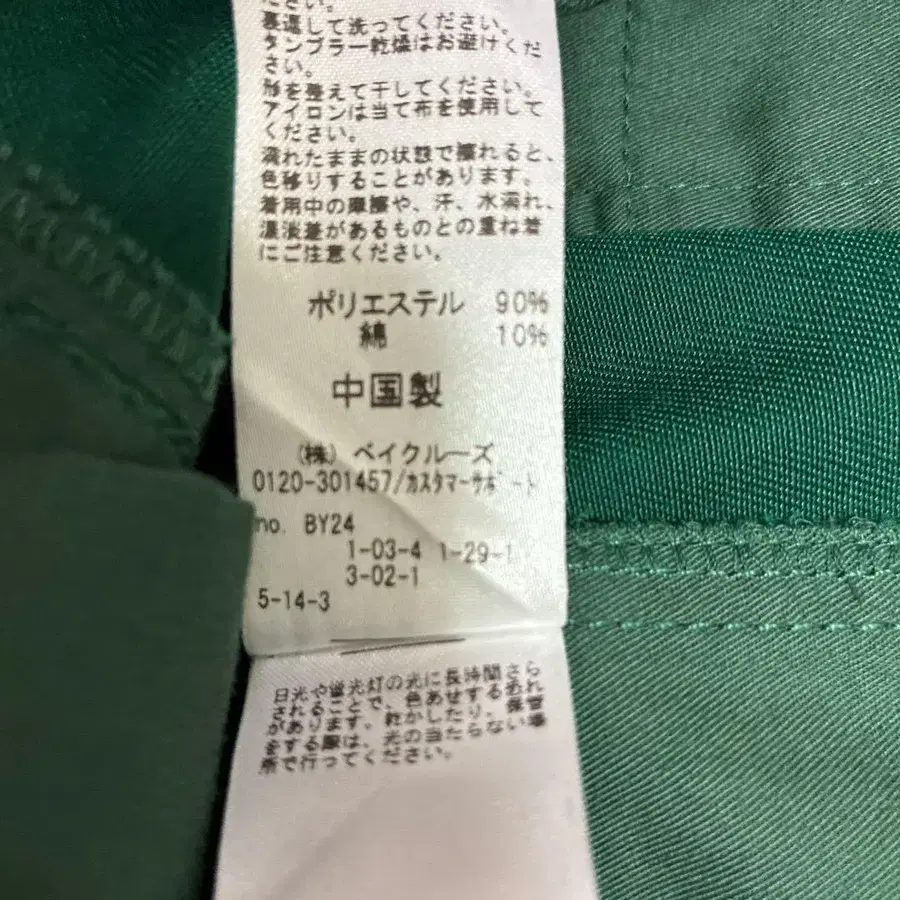 ださい。
裏返して洗ってください。
タンブラー乾燥はお避けくだ
さい。
形を整えて干してください。
アイロンは当て布を使用して
ください。
濡れたままの状態で擦れると、
色移りすることがあります。
着用中の摩擦や、汗、水濡れ、
濃淡差があるものとの重ね着
にご注意ください。
ポリエステル 90%
綿 10%
中国製
(株) ベイクルーズ
0120-301457/カスタマーサポート
no. BY24
1-03-4 1-29-1
3-02-1
5-14-3
日光や蛍光灯の光に長時間さら
されることで、色あせするおそれ
があります。乾かしたり、保管
をする際は、光の当たらない場
所で行ってください。